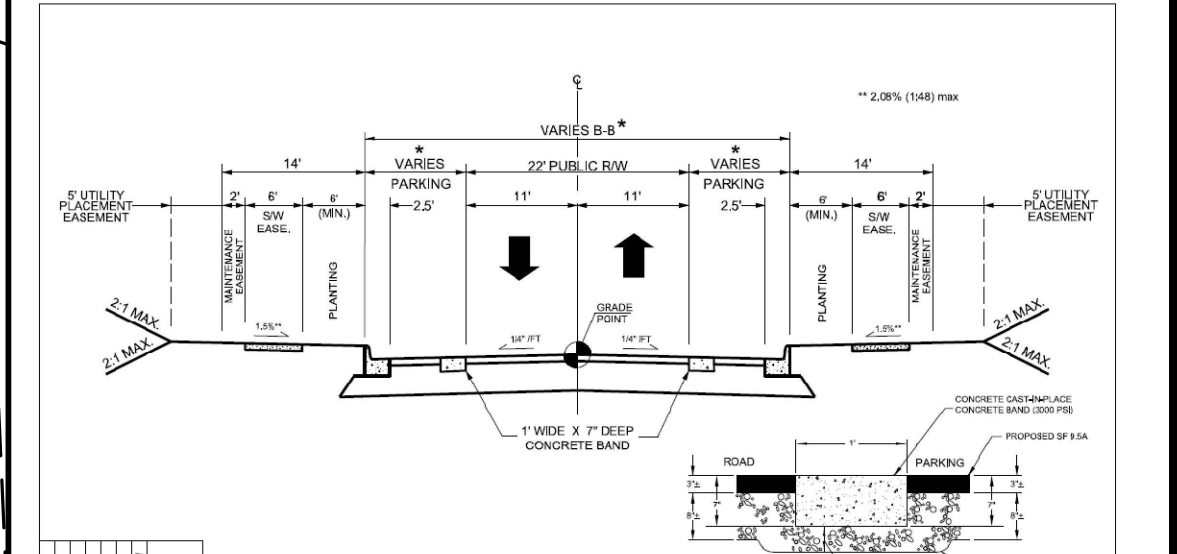 ℄
** 2.08% (1:48) max
VARIES B-B*
14'
*
VARIES
PARKING
22' PUBLIC R/W
*
VARIES
PARKING
14'
5' UTILITY
PLACEMENT
EASEMENT
2'
6'
S/W
EASE.
6'
(MIN.)
2.5'
11'
11'
2.5'
6'
(MIN.)
6'
S/W
EASE.
2'
5' UTILITY
PLACEMENT
EASEMENT
MAINTENANCE
EASEMENT
PLANTING
PLANTING
MAINTENANCE
EASEMENT
GRADE
POINT
2:1 MAX.
2:1 MAX.
1.5%**
1/4" /FT
1/4" /FT
1.5%**
2:1 MAX.
2:1 MAX.
1' WIDE X 7" DEEP
CONCRETE BAND
CONCRETE CAST-IN-PLACE
CONCRETE BAND (3000 PSI)
PROPOSED SF 9.5A
ROAD
1'
PARKING
3"±
7"
8"±
3"±
7"
8"±